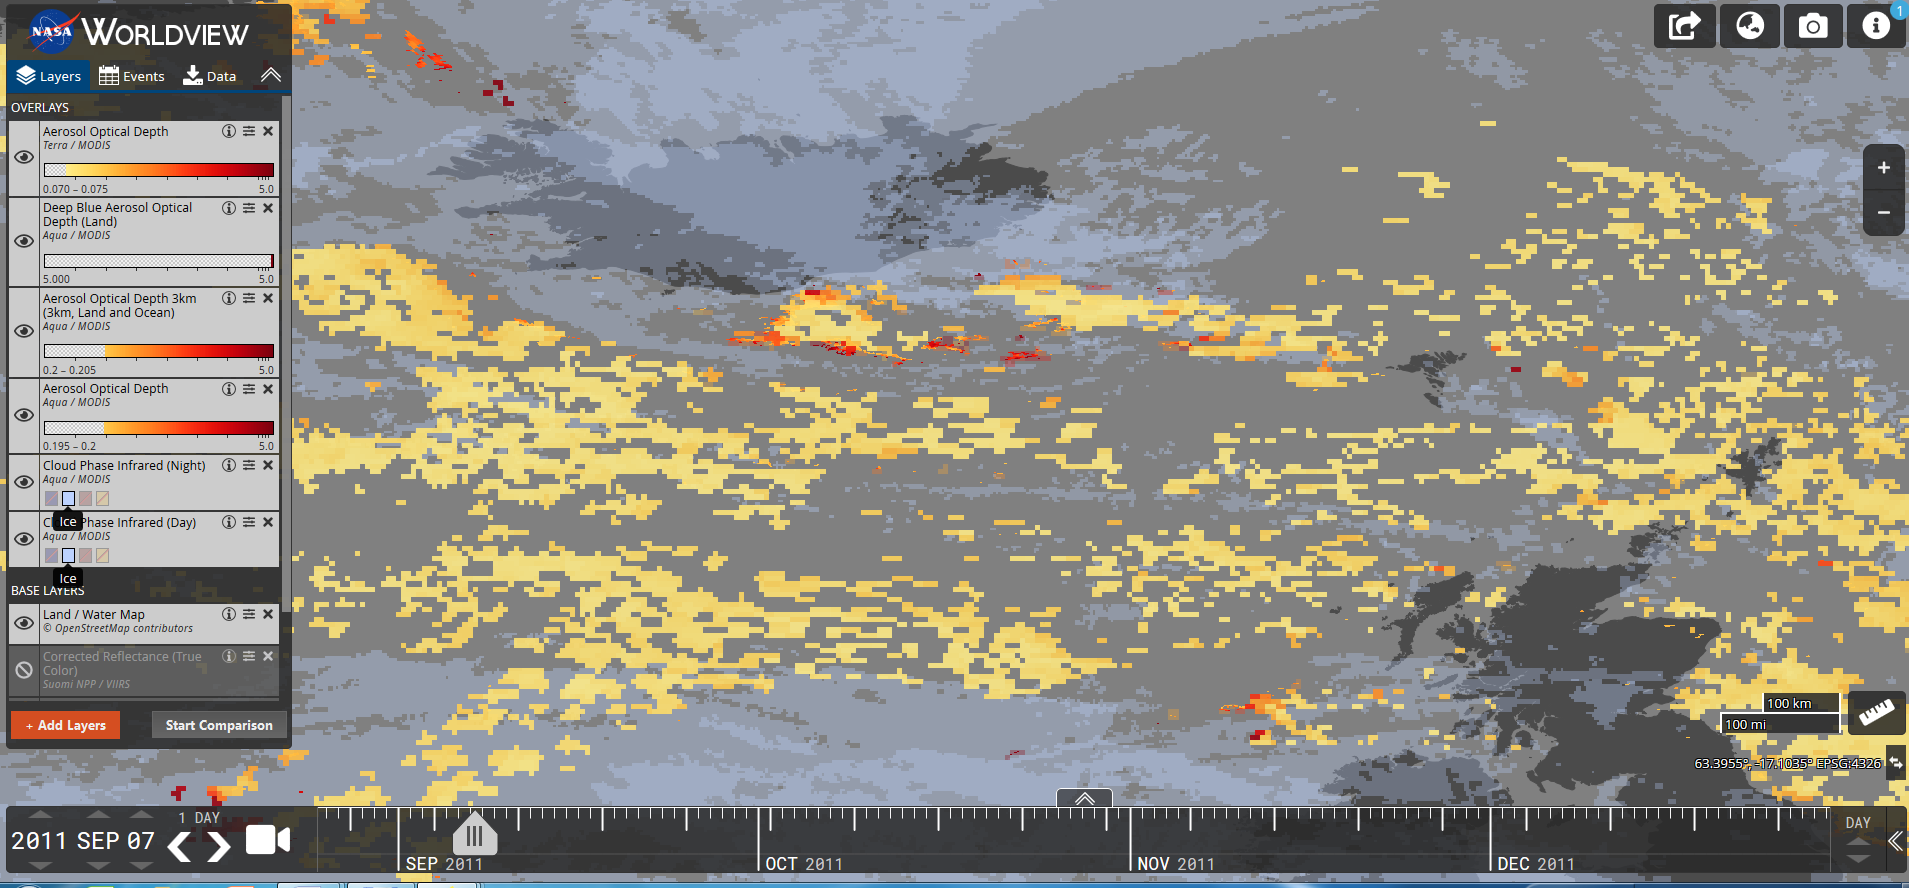 NASA WORLDVIEW
Layers Events Data
OVERLAYS
Aerosol Optical Depth
Terra / MODIS
0.070 – 0.075 5.0
Deep Blue Aerosol Optical
Depth (Land)
Aqua / MODIS
5.000 5.0
Aerosol Optical Depth 3km
(3km, Land and Ocean)
Aqua / MODIS
0.2 – 0.205 5.0
Aerosol Optical Depth
Aqua / MODIS
0.195 – 0.2 5.0
Cloud Phase Infrared (Night)
Aqua / MODIS
Ice
Phase Infrared (Day)
Aqua / MODIS
Ice
BASE LAYERS
Land / Water Map
© OpenStreetMap contributors
Corrected Reflectance (True
Color)
Suomi NPP / VIIRS
+ Add Layers Start Comparison
1
+
−
100 km
100 mi
63.3955°, -17.1035° EPSG:4326
2011 SEP 07
1 DAY
SEP 2011
OCT 2011
NOV 2011
DEC 2011
DAY